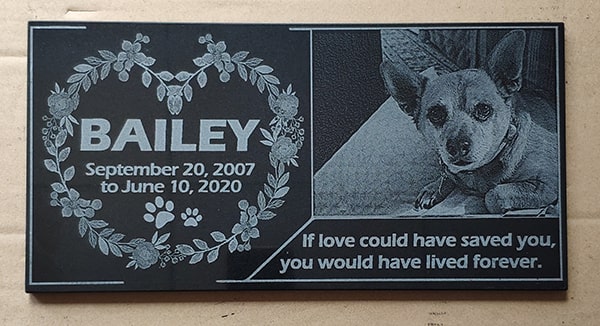 BAILEY
September 20, 2007
to June 10, 2020
If love could have saved you,
you would have lived forever.